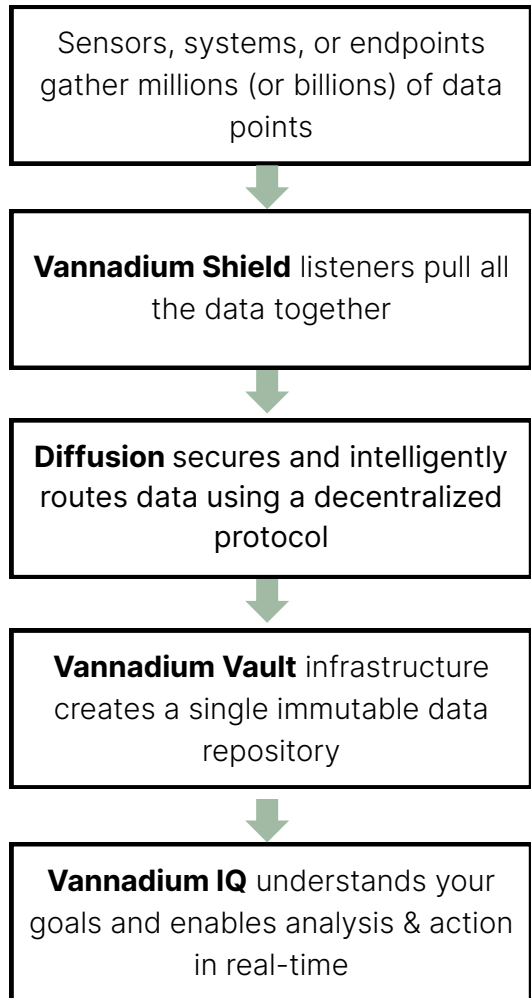 Sensors, systems, or endpoints
gather millions (or billions) of data
points
Vannadium Shield listeners pull all
the data together
Diffusion secures and intelligently
routes data using a decentralized
protocol
Vannadium Vault infrastructure
creates a single immutable data
repository
Vannadium IQ understands your
goals and enables analysis & action
in real-time